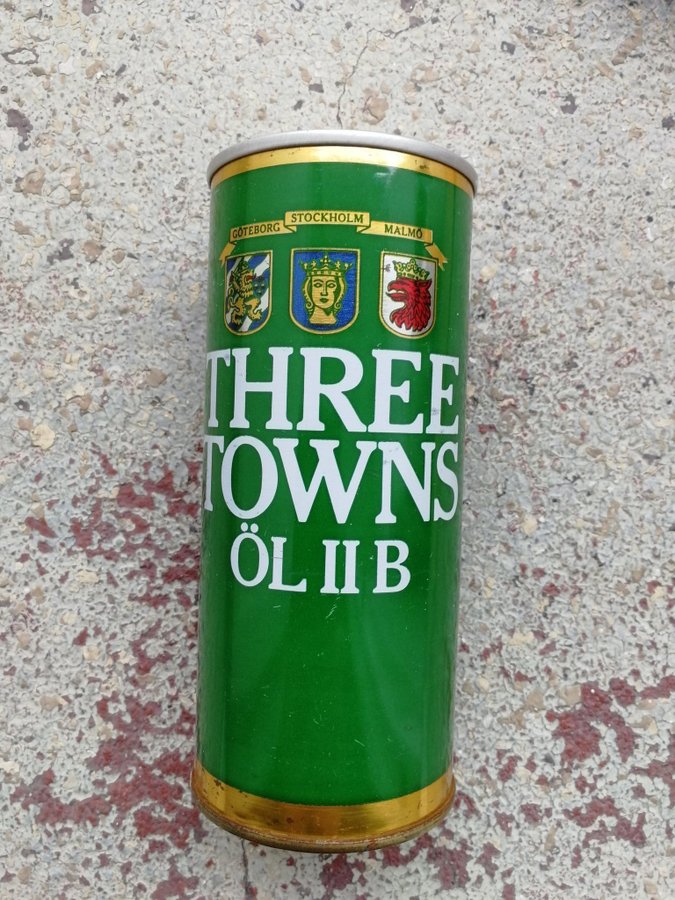 GÖTEBORG STOCKHOLM MALMÖ
THREE
TOWNS
ÖL II B